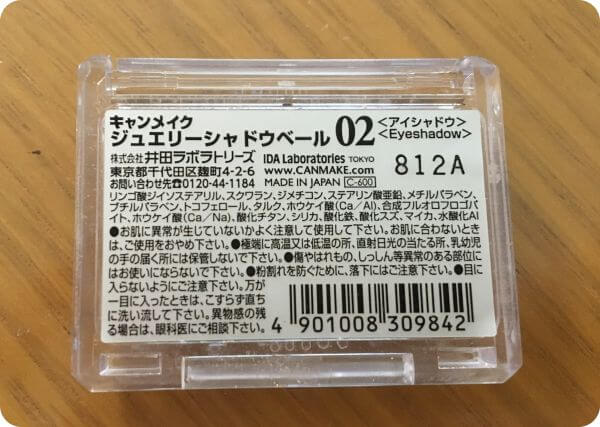 キャンメイク
ジュエリーシャドウベール 02 <アイシャドウ>
<Eyeshadow>
株式会社 井田ラボラトリーズ IDA Laboratories TOKYO
東京都千代田区麹町4-2-6 www.CANMAKE.com 812A
お問い合わせ先☎0120-44-1184 MADE IN JAPAN C-600
リンゴ酸ジイソステアリル、スクワラン、ジメチコン、ステアリン酸亜鉛、メチルパラベン、
ブチルパラベン、トコフェロール、タルク、ホウケイ酸(Ca/Al)、合成フルオロフロゴパ
イト、ホウケイ酸(Ca/Na)、酸化チタン、シリカ、酸化鉄、酸化スズ、マイカ、水酸化Al
●お肌に異常が生じていないかよく注意して使用して下さい。お肌に合わないとき
は、ご使用をおやめ下さい。●極端に高温又は低温の所、直射日光の当たる所、乳幼児
の手の届く所には保管しないで下さい。●傷やはれもの、しっしん等異常のある部位に
はお使いにならないで下さい。●粉割れを防ぐために、落下にはご注意下さい。●目に
入らないようにご注意下さい。万が
一目に入ったときは、こすらず直ち
に洗い流して下さい。異物感の残
る場合は、眼科医にご相談下さい。
4 901008 309842